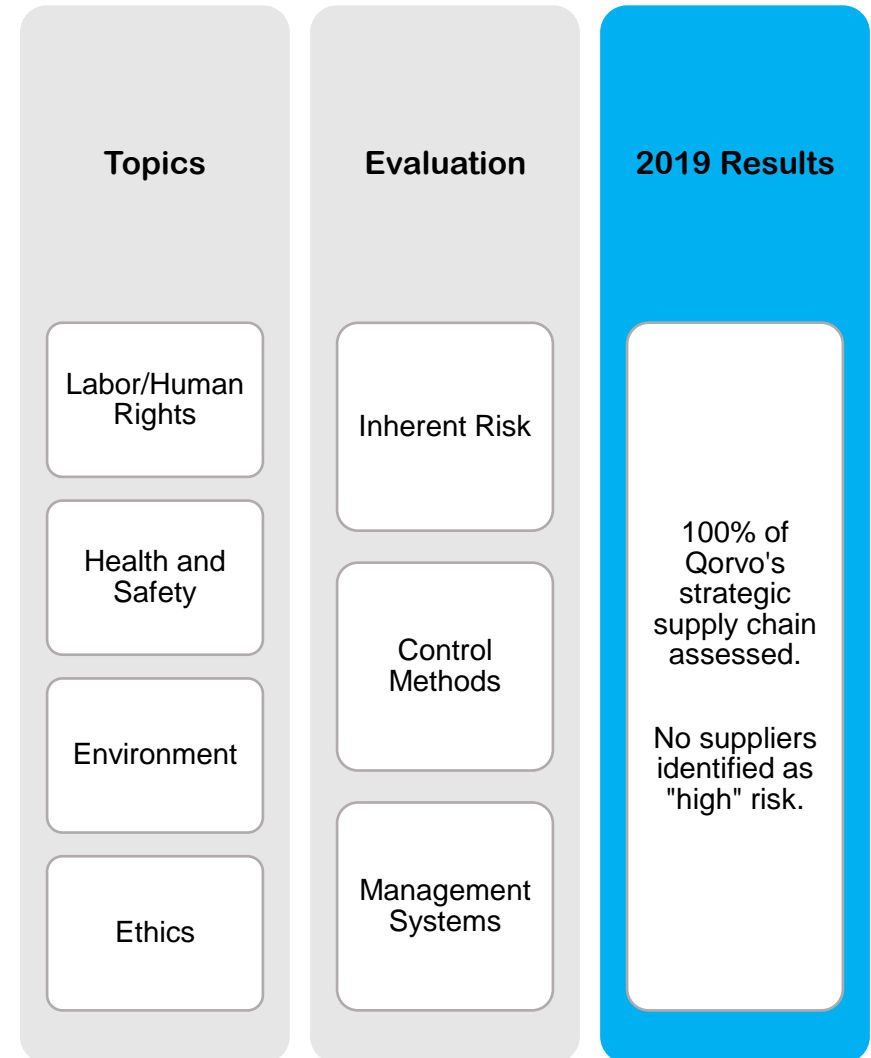 Topics
Labor/Human
Rights
Health and
Safety
Environment
Ethics
Evaluation
Inherent Risk
Control
Methods
Management
Systems
2019 Results
100% of
Qorvo's
strategic
supply chain
assessed.
No suppliers
identified as
"high" risk.